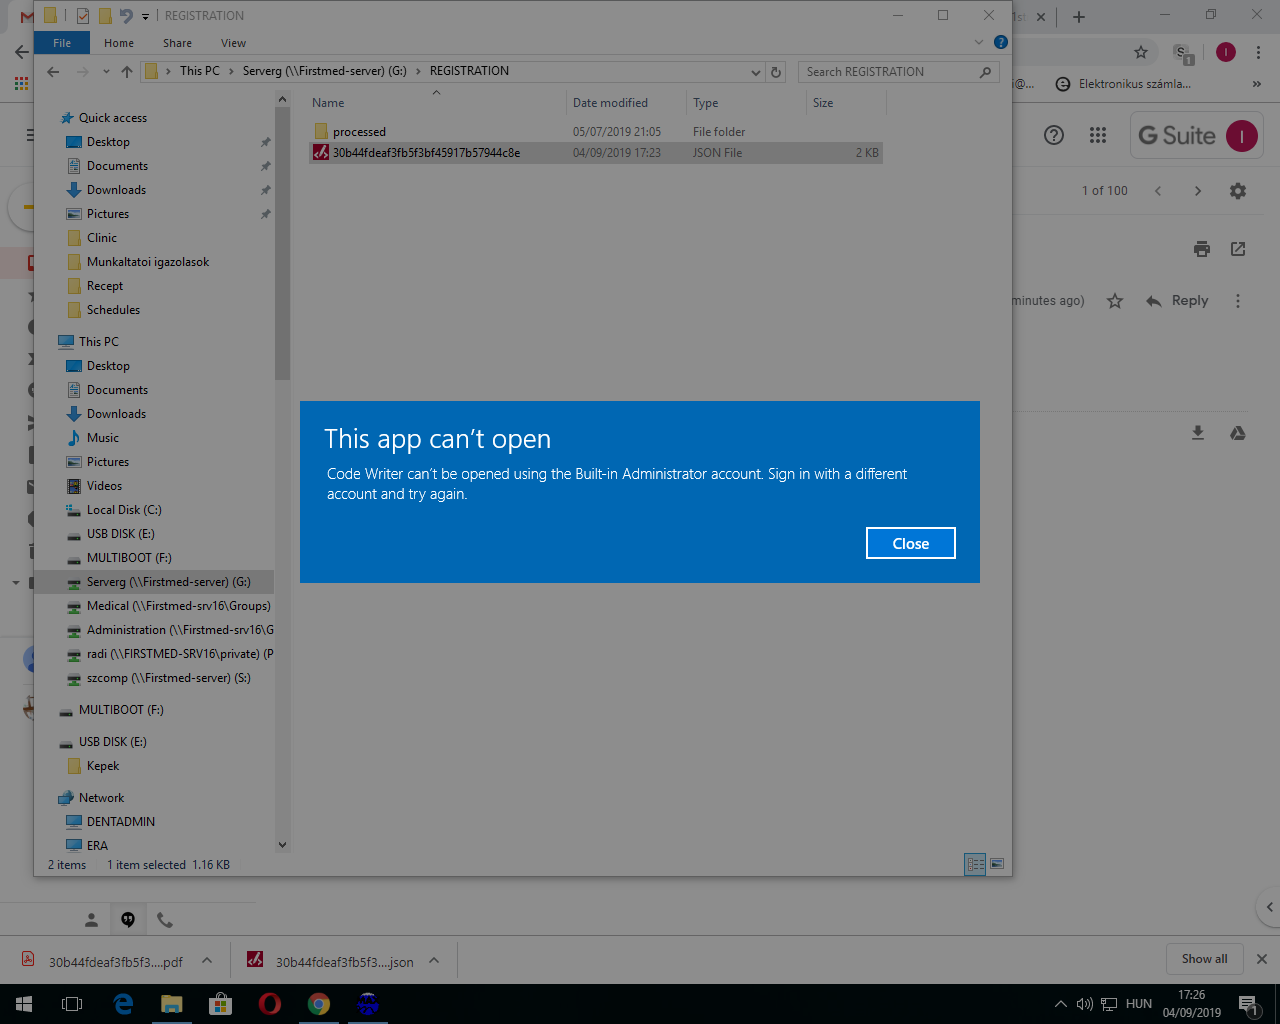 REGISTRATION
1st
File
Home
Share
View
This PC
Serverg (\\Firstmed-server) (G:)
REGISTRATION
Search REGISTRATION
S
1
I
i@...
Elektronikus számla...
Name
Date modified
Type
Size
processed
05/07/2019 21:05
File folder
30b44fdeaf3fb5f3bf45917b57944c8e
04/09/2019 17:23
JSON File
2 KB
G Suite
I
1 of 100
minutes ago)
Reply
Quick access
Desktop
Documents
Downloads
Pictures
Clinic
Munkaltatoi igazolasok
Recept
Schedules
This PC
Desktop
Documents
Downloads
Music
Pictures
Videos
Local Disk (C:)
USB DISK (E:)
MULTIBOOT (F:)
Serverg (\\Firstmed-server) (G:)
Medical (\\Firstmed-srv16\Groups)
Administration (\\Firstmed-srv16\G
radi (\\FIRSTMED-SRV16\private) (P
szcomp (\\Firstmed-server) (S:)
MULTIBOOT (F:)
USB DISK (E:)
Kepek
Network
DENTADMIN
ERA
This app can't open
Code Writer can't be opened using the Built-in Administrator account. Sign in with a different
account and try again.
Close
2 items
1 item selected 1.16 KB
30b44fdeaf3fb5f3....pdf
30b44fdeaf3fb5f3....json
Show all
HUN
17:26
04/09/2019
1